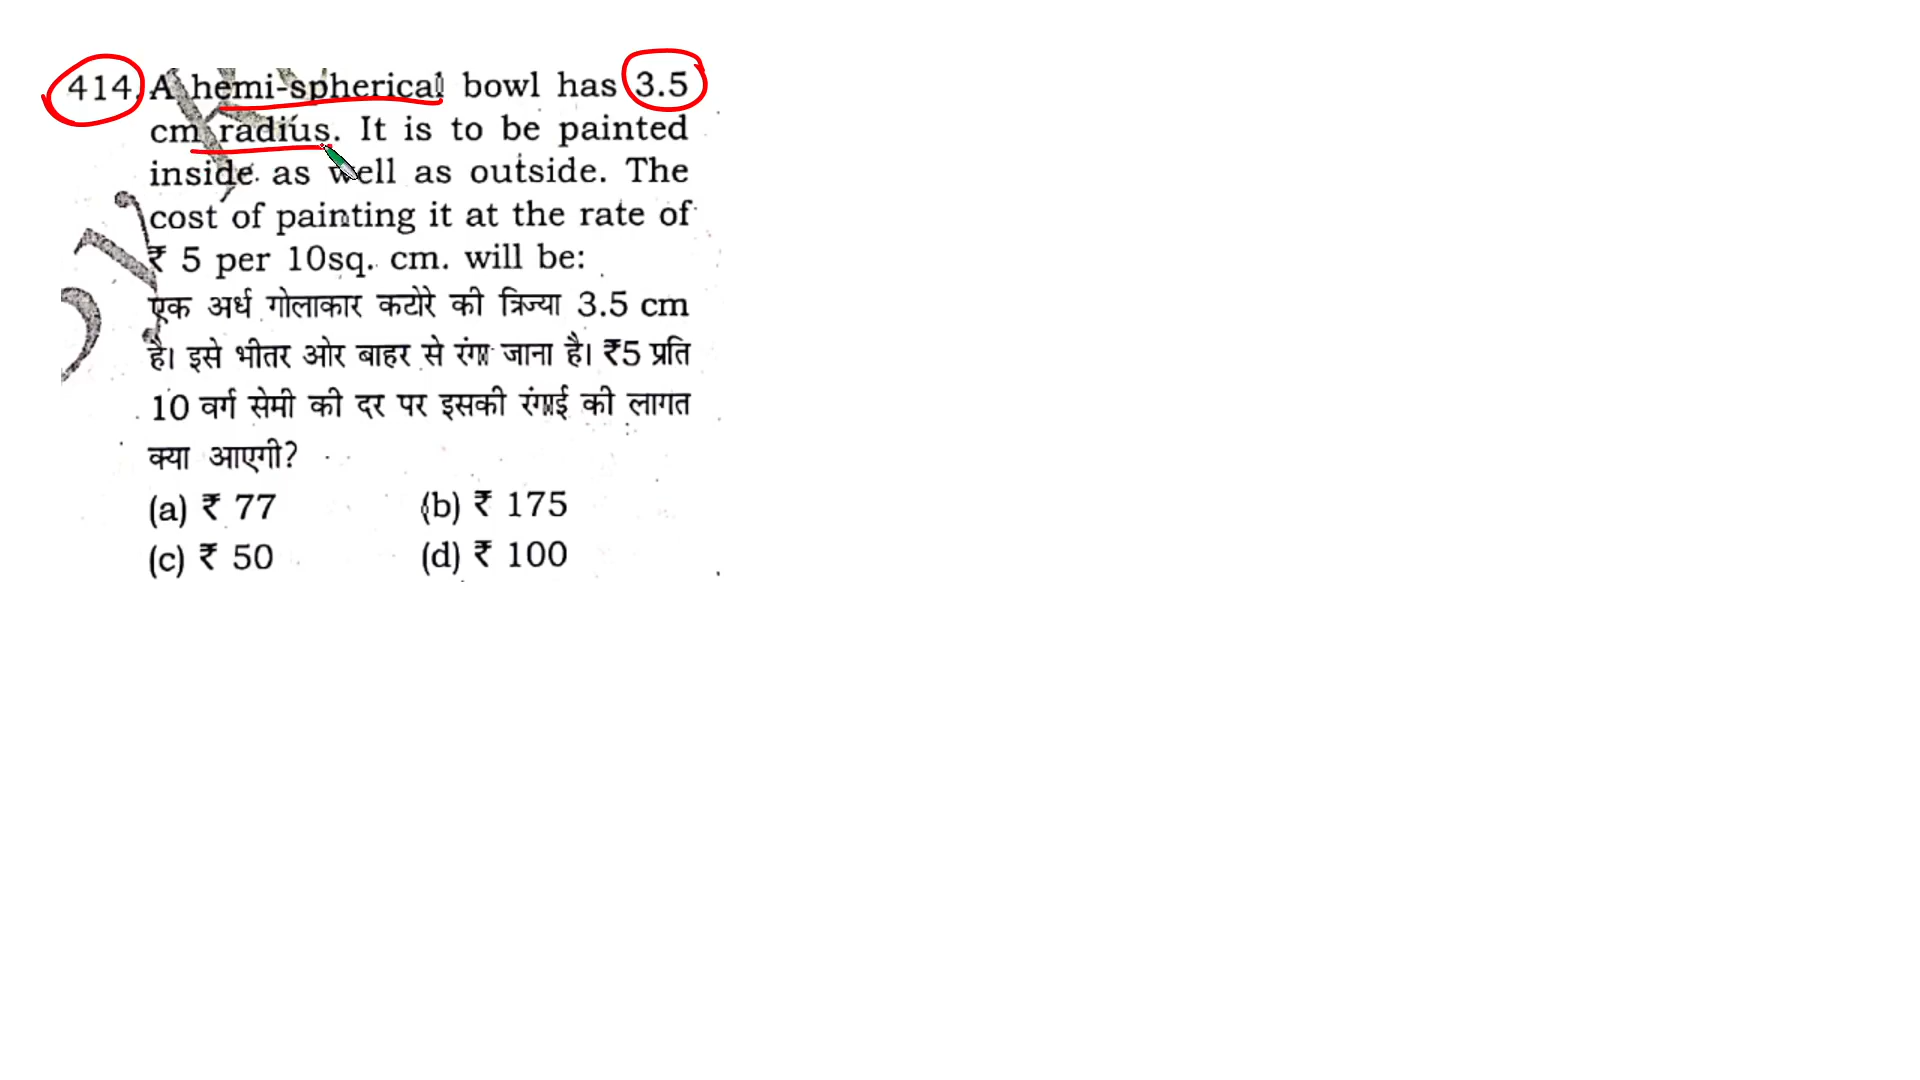 414. A hemi-spherical bowl has 3.5
cm radius. It is to be painted
inside as well as outside. The
cost of painting it at the rate of
₹ 5 per 10sq. cm. will be:
एक अर्ध गोलाकार कटोरे की त्रिज्या 3.5 cm
है। इसे भीतर ओर बाहर से रंगा जाना है। ₹5 प्रति
10 वर्ग सेमी की दर पर इसकी रंगाई की लागत
क्या आएगी?
(a) ₹ 77 (b) ₹ 175
(c) ₹ 50 (d) ₹ 100